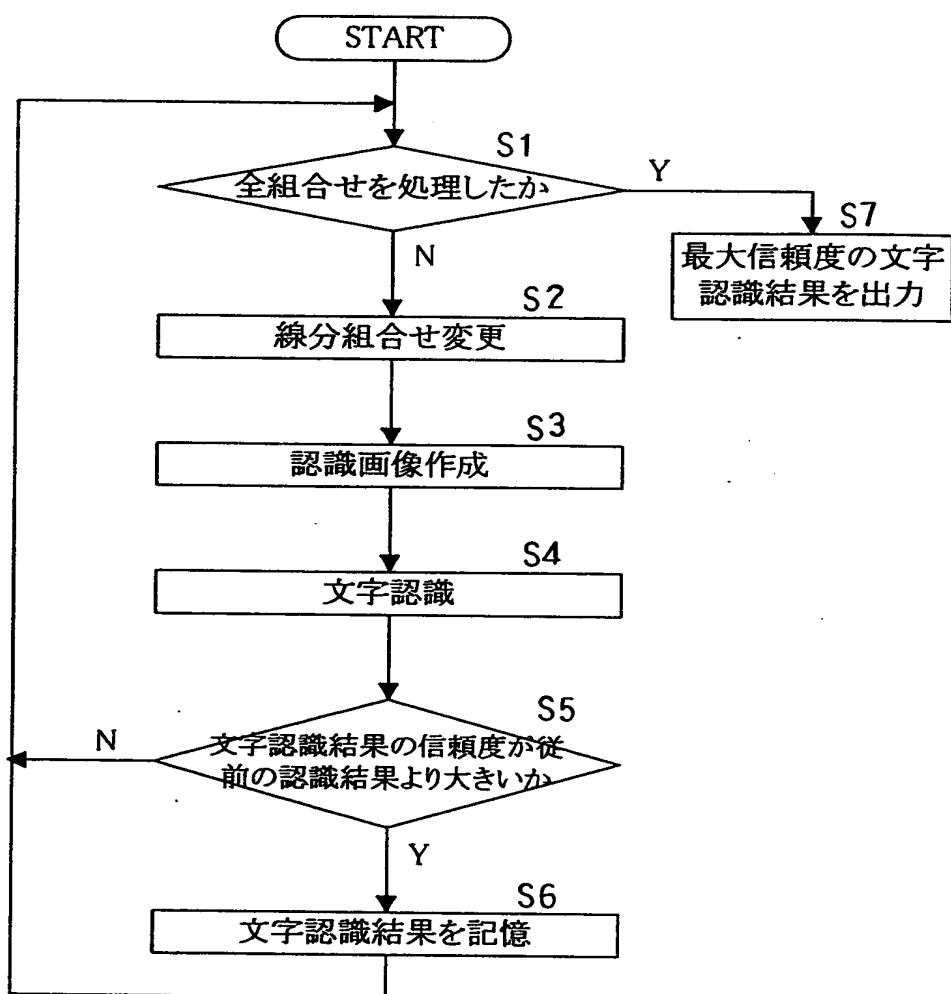 START
S1
全組合せを処理したか
Y
S7
最大信頼度の文字
認識結果を出力
N
S2
線分組合せ変更
S3
認識画像作成
S4
文字認識
S5
N
文字認識結果の信頼度が従
前の認識結果より大きいか
Y
S6
文字認識結果を記憶